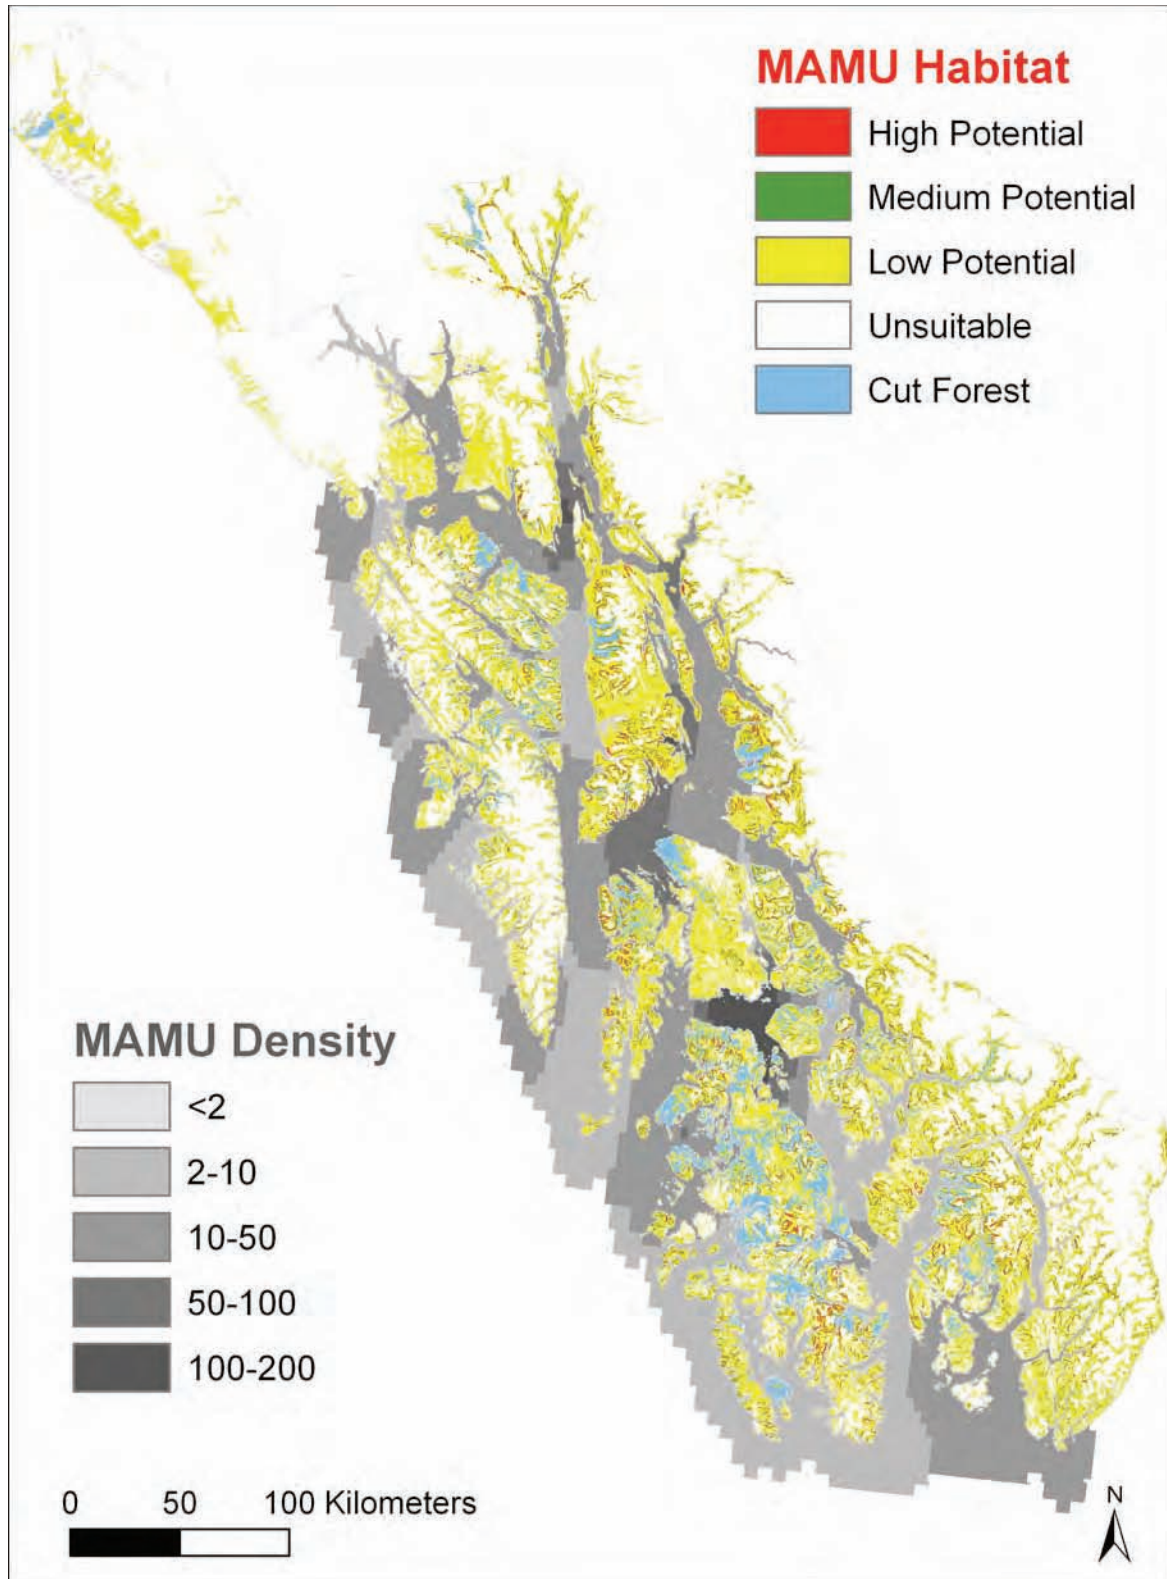 MAMU Habitat
High Potential
Medium Potential
Low Potential
Unsuitable
Cut Forest
MAMU Density
<2
2-10
10-50
50-100
100-200
0 50 100 Kilometers
N